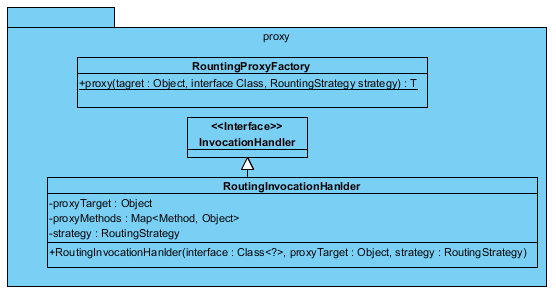 proxy
RountingProxyFactory
+proxy(tagret : Object, interface Class, RountingStrategy strategy) : T
<<Interface>>
InvocationHandler
RoutingInvocationHanlder
-proxyTarget : Object
-proxyMethods : Map<Method, Object>
-strategy : RoutingStrategy
+RoutingInvocationHanlder(interface : Class<?>, proxyTarget : Object, strategy : RoutingStrategy)